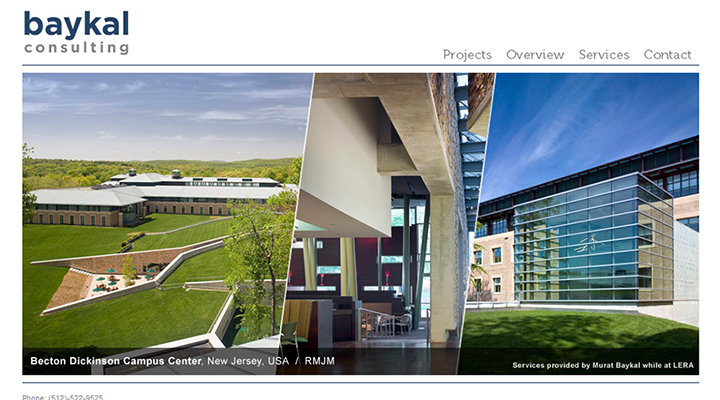 baykal
consulting
Projects Overview Services Contact
Becton Dickinson Campus Center, New Jersey, USA / RMJM
Services provided by Murat Baykal while at LERA
Phone: (512)-522-9525